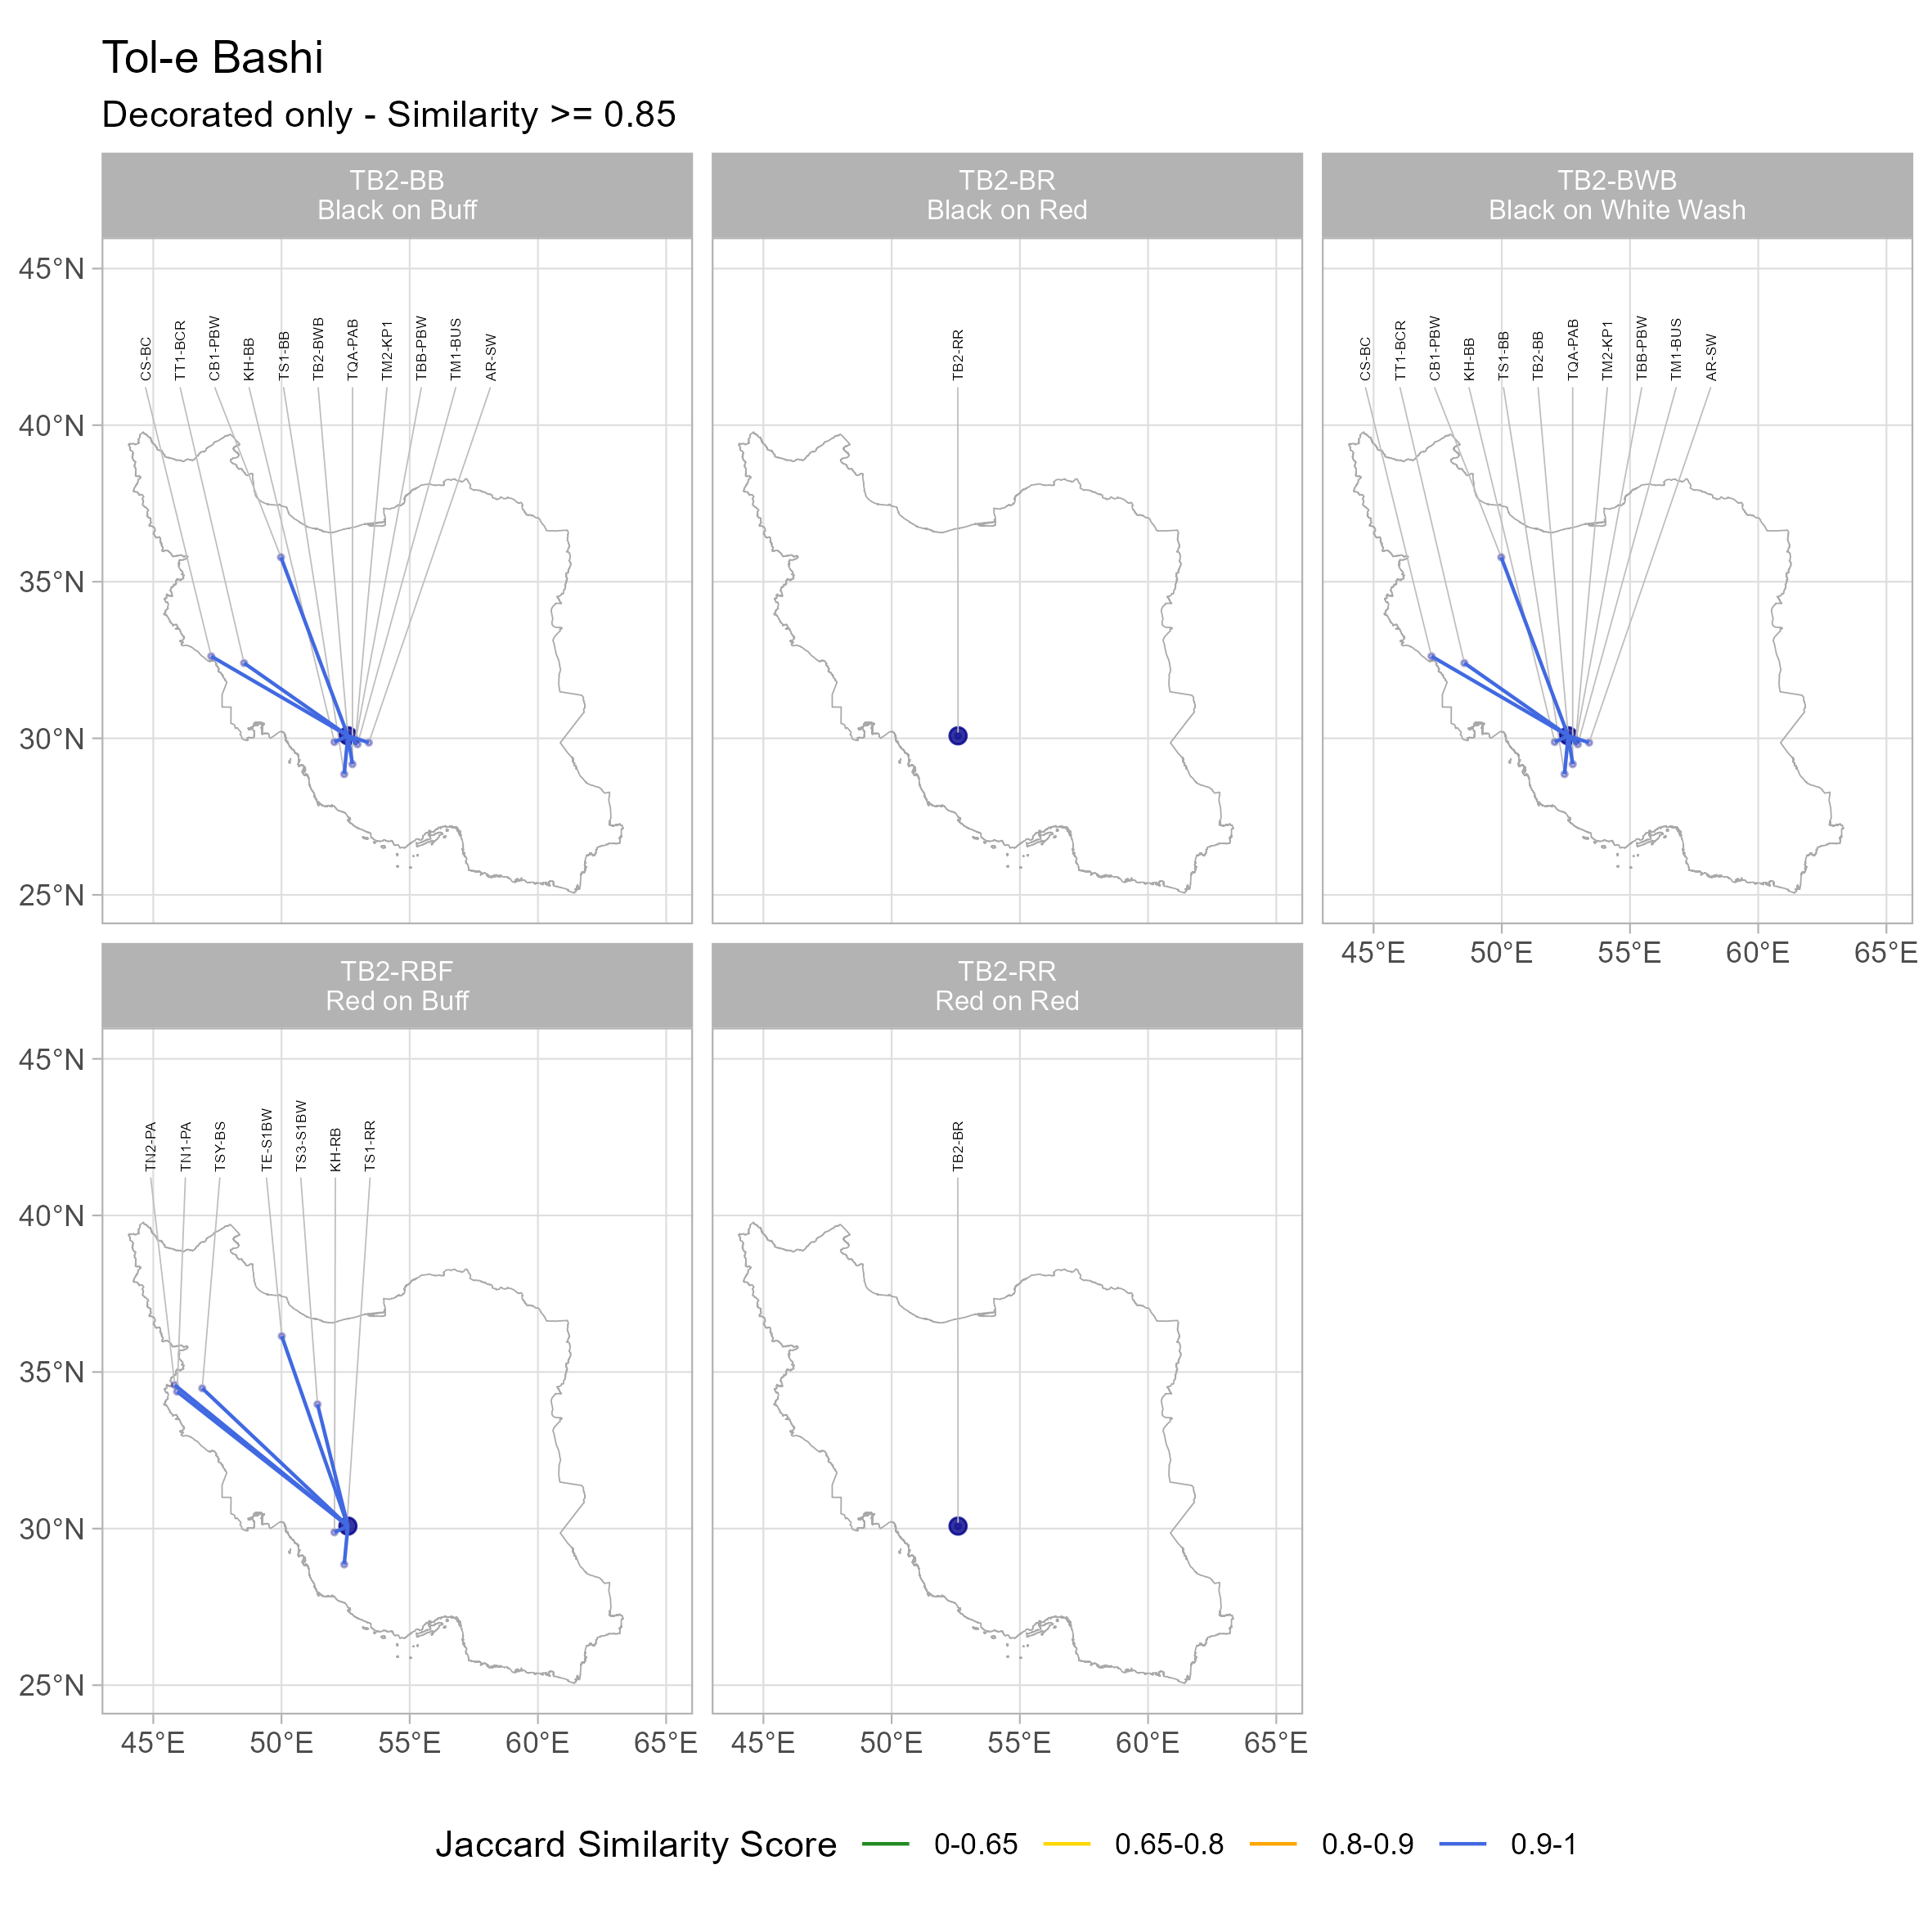 Tol-e Bashi
Decorated only - Similarity >= 0.85
TB2-BB
Black on Buff
TB2-BR
Black on Red
TB2-BWB
Black on White Wash
45°N
40°N
35°N
30°N
25°N
CS-BC
TT1-BCR
CB1-PBW
KH-BB
TS1-BB
TB2-BWB
TQA-PAB
TM2-KP1
TBB-PBW
TM1-BUS
AR-SW
TB2-RR
CS-BC
TT1-BCR
CB1-PBW
KH-BB
TS1-BB
TB2-BB
TQA-PAB
TM2-KP1
TBB-PBW
TM1-BUS
AR-SW
45°E
50°E
55°E
60°E
65°E
TB2-RBF
Red on Buff
TB2-RR
Red on Red
45°N
40°N
35°N
30°N
25°N
TN2-PA
TN1-PA
TSY-BS
TE-S1BW
TS3-S1BW
KH-RB
TS1-RR
TB2-BR
45°E
50°E
55°E
60°E
65°E
45°E
50°E
55°E
60°E
65°E
Jaccard Similarity Score
0-0.65
0.65-0.8
0.8-0.9
0.9-1